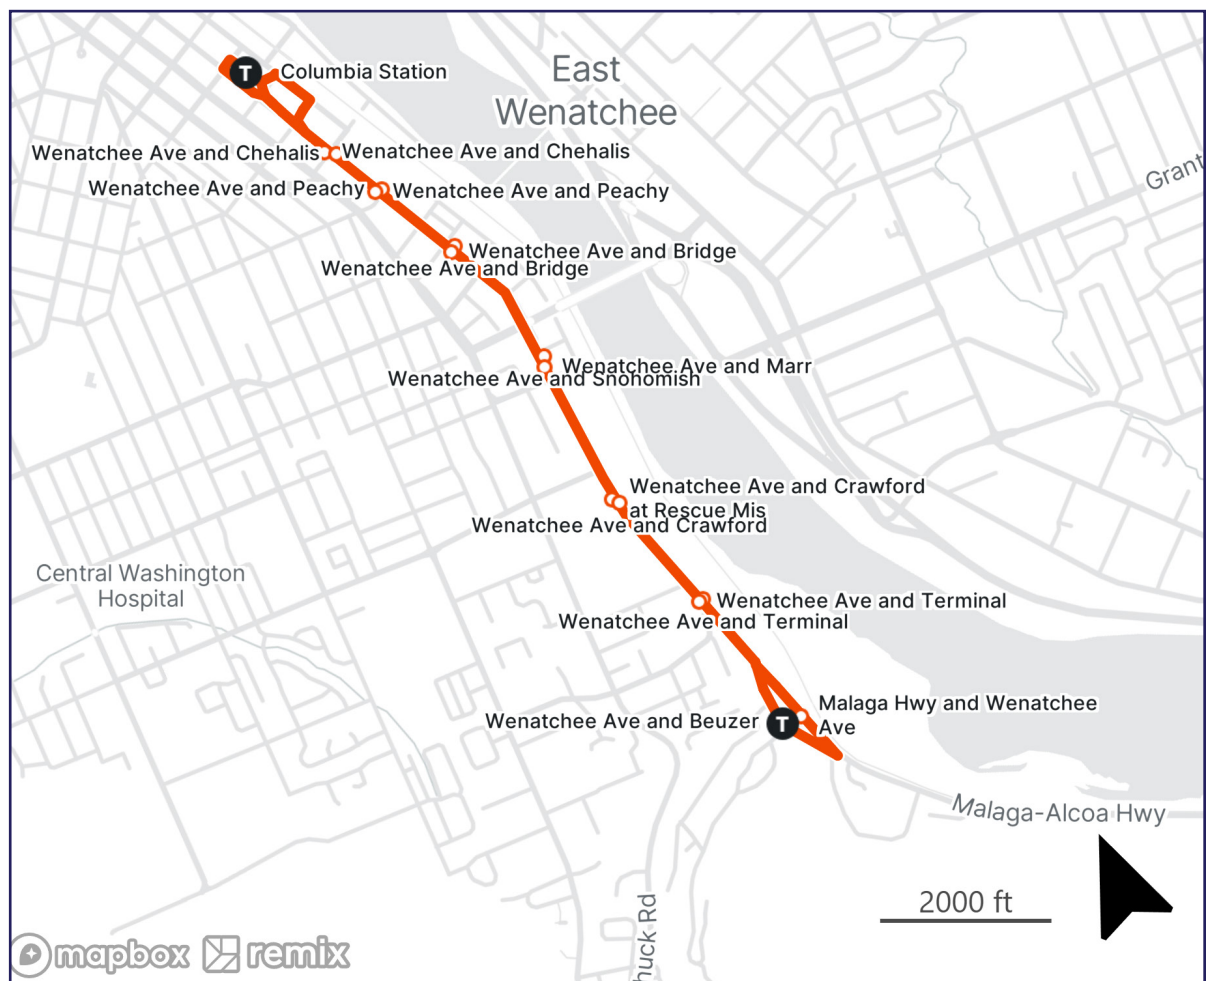 East
Wenatchee
T
Columbia Station
Wenatchee Ave and Chehalis
Wenatchee Ave and Chehalis
Grant
Wenatchee Ave and Peachy
Wenatchee Ave and Peachy
Wenatchee Ave and Bridge
Wenatchee Ave and Bridge
Wenatchee Ave and Marr
Wenatchee Ave and Snohomish
Wenatchee Ave and Crawford
at Rescue Mis
Wenatchee Ave and Crawford
Central Washington
Hospital
Wenatchee Ave and Terminal
Wenatchee Ave and Terminal
Malaga Hwy and Wenatchee
Ave
Wenatchee Ave and Beuzer
T
Malaga-Alcoa Hwy
2000 ft
huck Rd
mapbox
remix